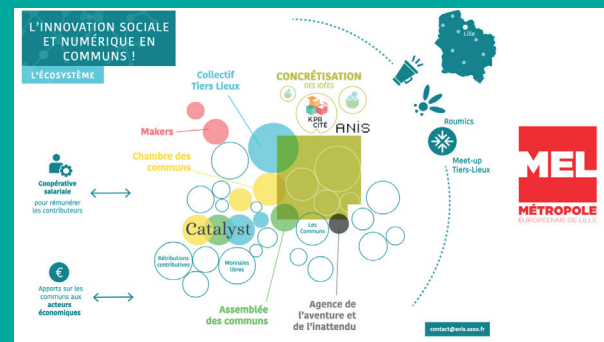 L'INNOVATION SOCIALE
ET NUMÉRIQUE EN
COMMUNS !
L'ÉCOSYSTÈME
Collectif
Tiers Lieux
CONCRÉTISATION
DES IDÉES
KPA
CITÉ
ANIS
Lille
Makers
Roumics
Chambre des
communs
Meet-up
Tiers-Lieux
MEL
MÉTROPOLE
EUROPÉENNE DE LILLE
Coopérative
salariale
pour rémunérer
les contributeurs
Catalyst
Les
Communs
Rétributions
contributives
Monnaies
libres
€
Apports sur les
communs aux
acteurs
économiques
Assemblée
des communs
Agence de
l'aventure et
de l'inattendu
contact@anis.asso.fr